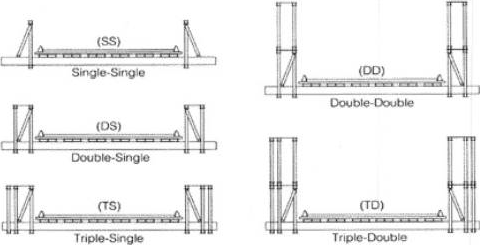 (SS)
Single-Single
(DS)
Double-Single
(TS)
Triple-Single
(DD)
Double-Double
(TD)
Triple-Double